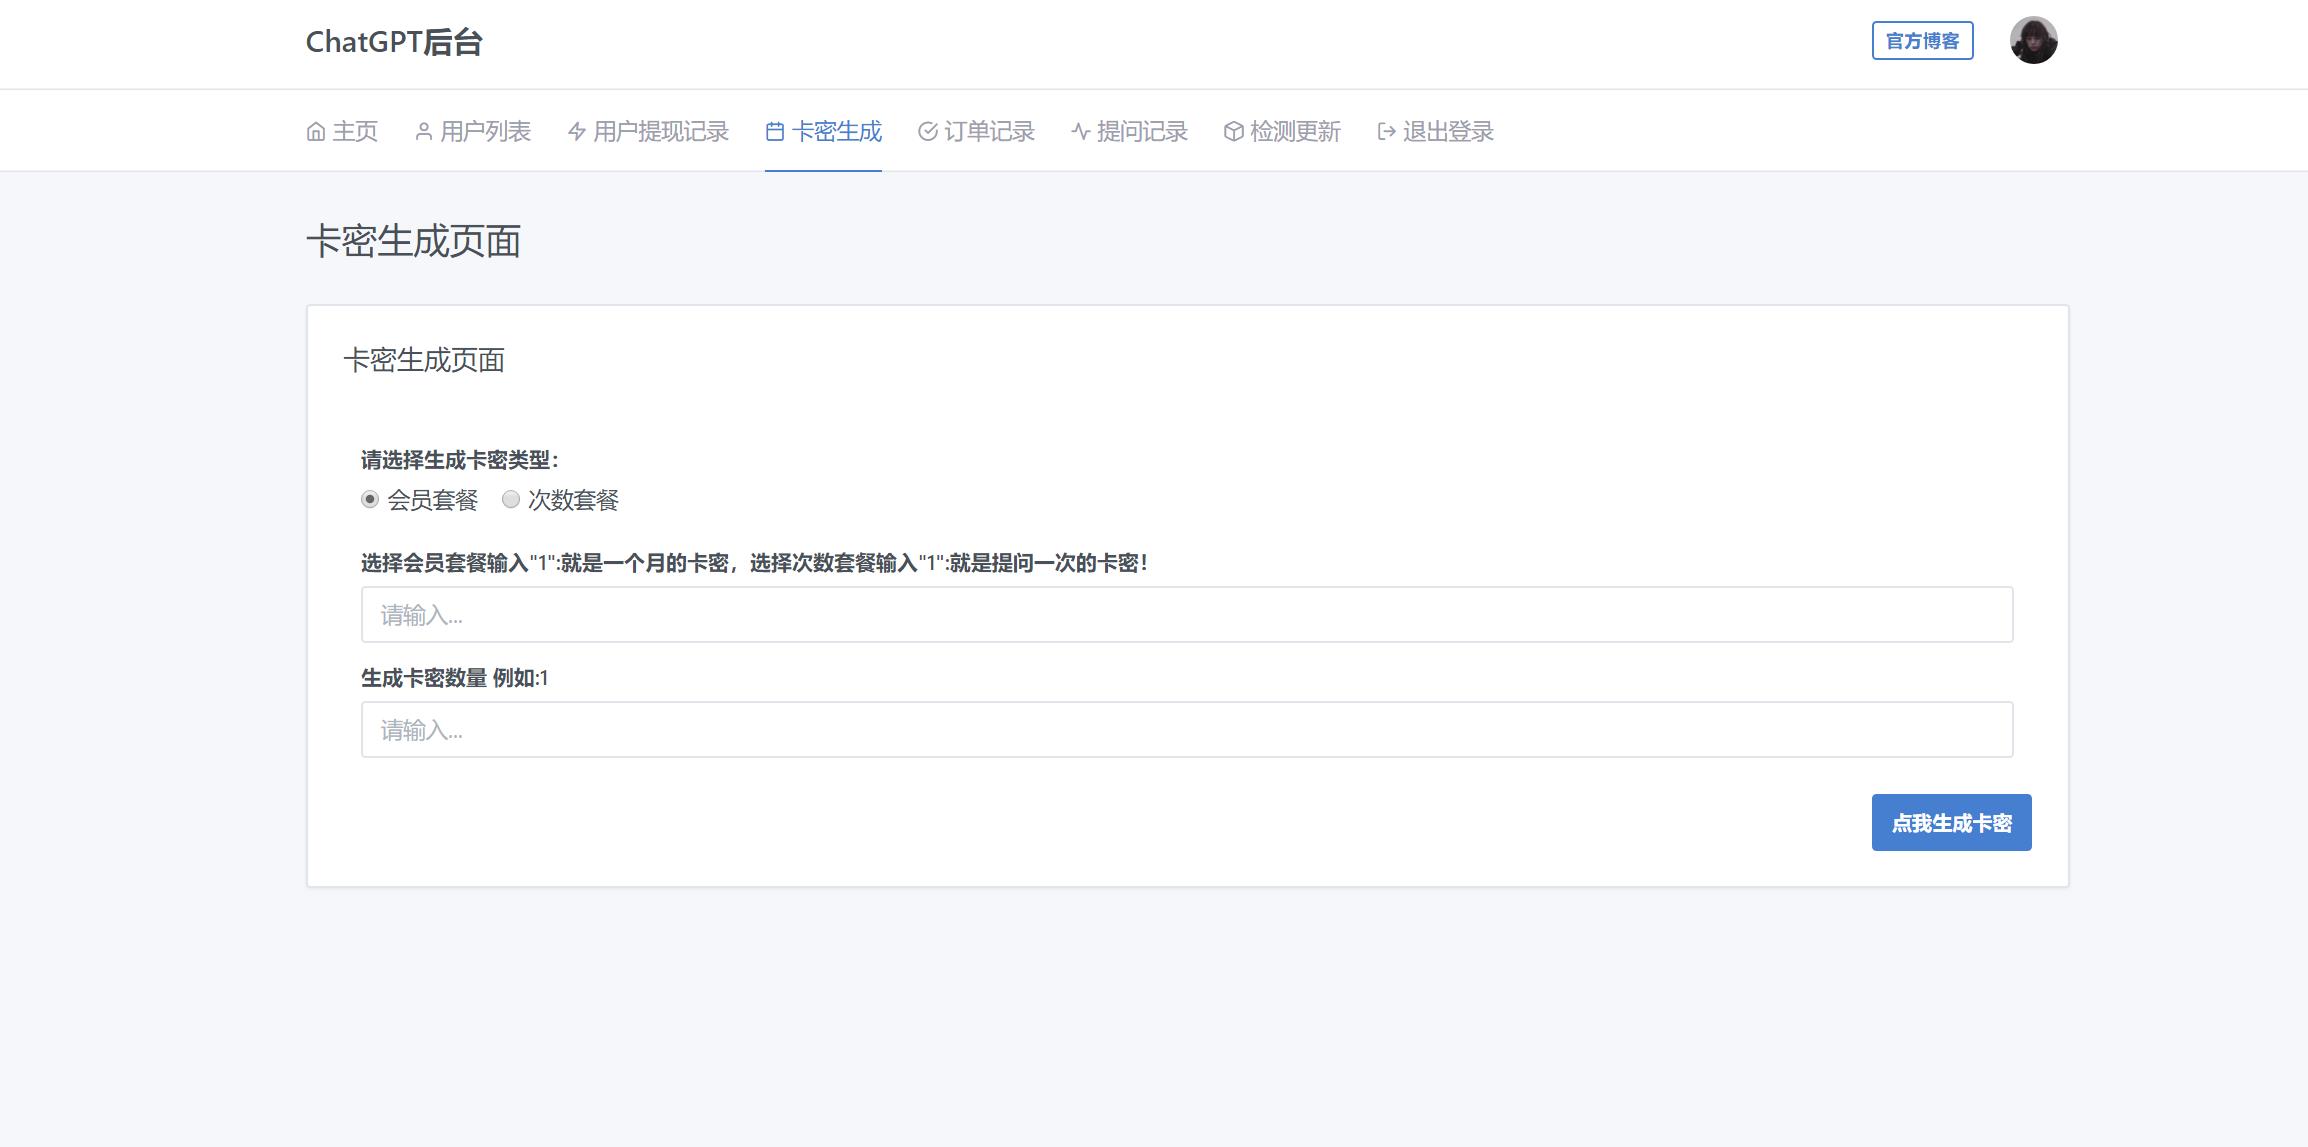 ChatGPT后台
官方博客
主页 用户列表 用户提现记录 卡密生成 订单记录 提问记录 检测更新 退出登录
卡密生成页面
卡密生成页面
请选择生成卡密类型：
会员套餐 次数套餐
选择会员套餐输入"1":就是一个月的卡密，选择次数套餐输入"1":就是提问一次的卡密！
请输入...
生成卡密数量 例如:1
请输入...
点我生成卡密